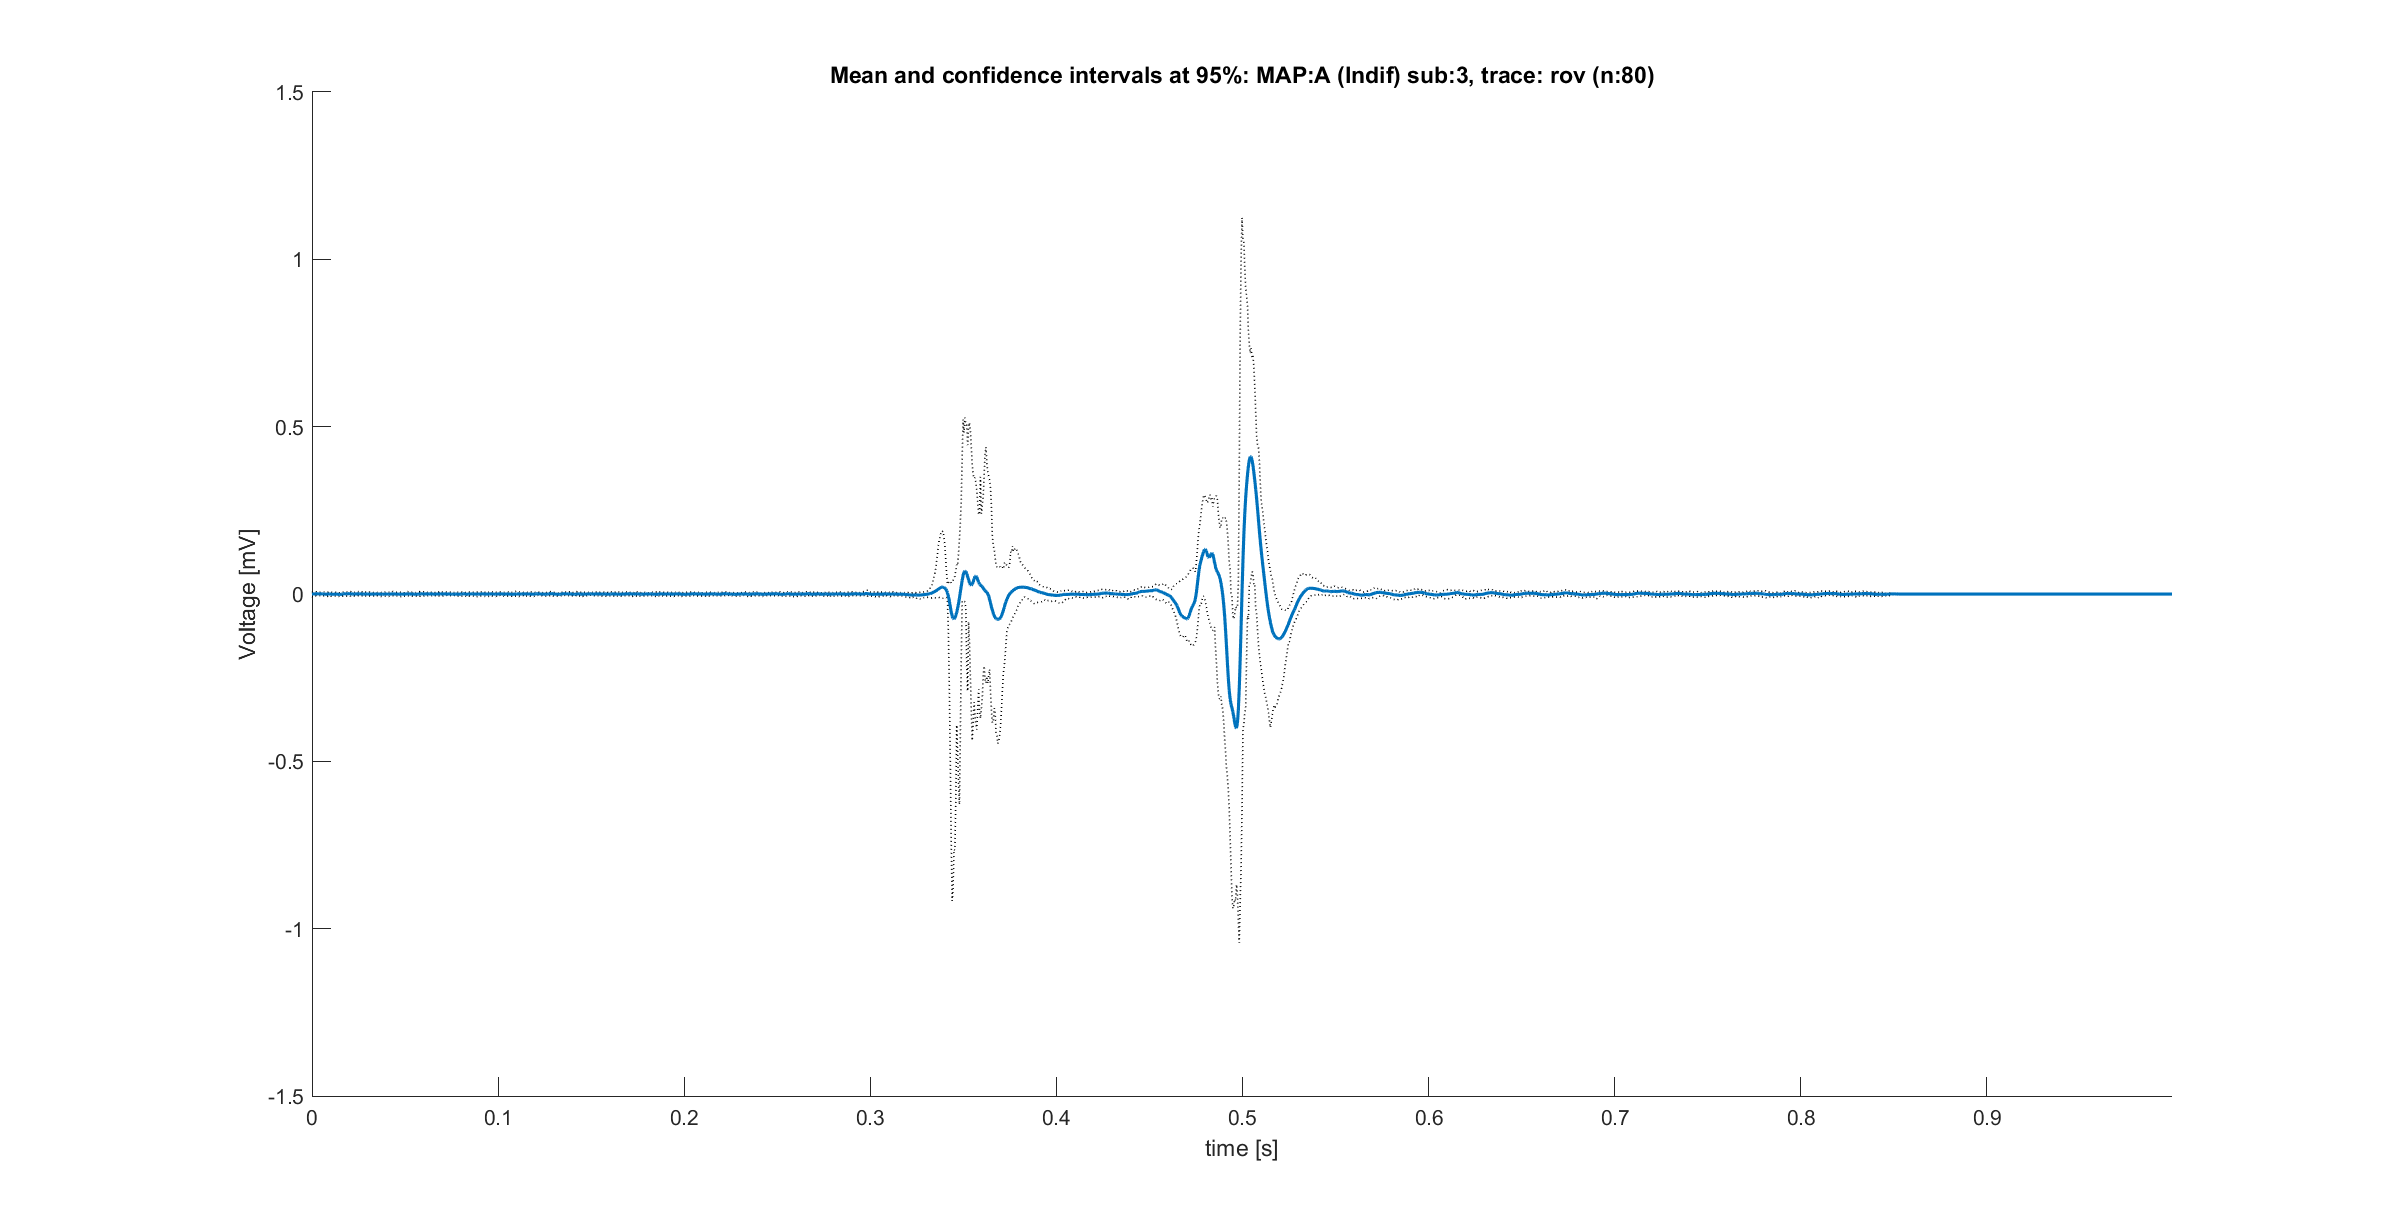 Mean and confidence intervals at 95%: MAP:A (Indif) sub:3, trace: rov (n:80)
1.5
1
0.5
0
-0.5
-1
-1.5
Voltage [mV]
0 0.1 0.2 0.3 0.4 0.5 0.6 0.7 0.8 0.9
time [s]